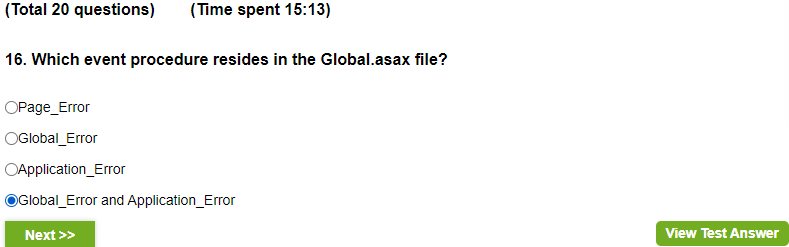 (Total 20 questions) (Time spent 15:13)
16. Which event procedure resides in the Global.asax file?
Page_Error
Global_Error
Application_Error
Global_Error and Application_Error
Next >> View Test Answer